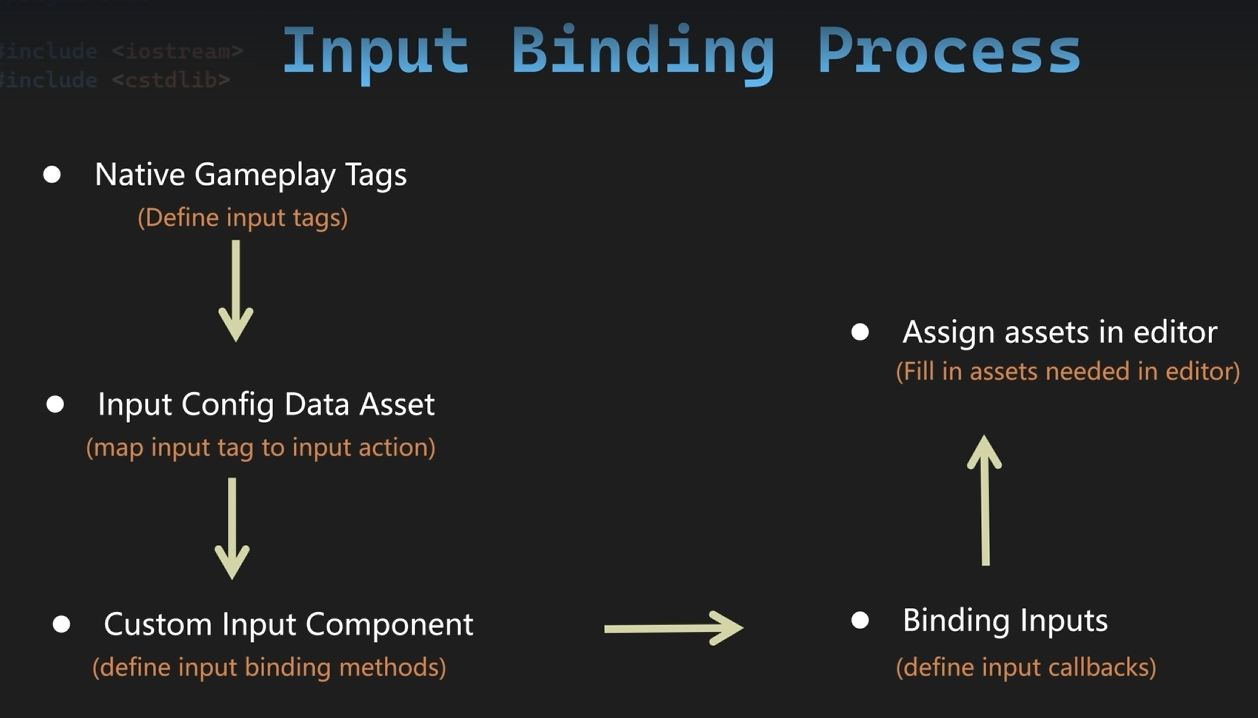 #include <iostream>
#include <cstdlib>
Input Binding Process
Native Gameplay Tags
(Define input tags)
Input Config Data Asset
(map input tag to input action)
Custom Input Component
(define input binding methods)
Binding Inputs
(define input callbacks)
Assign assets in editor
(Fill in assets needed in editor)